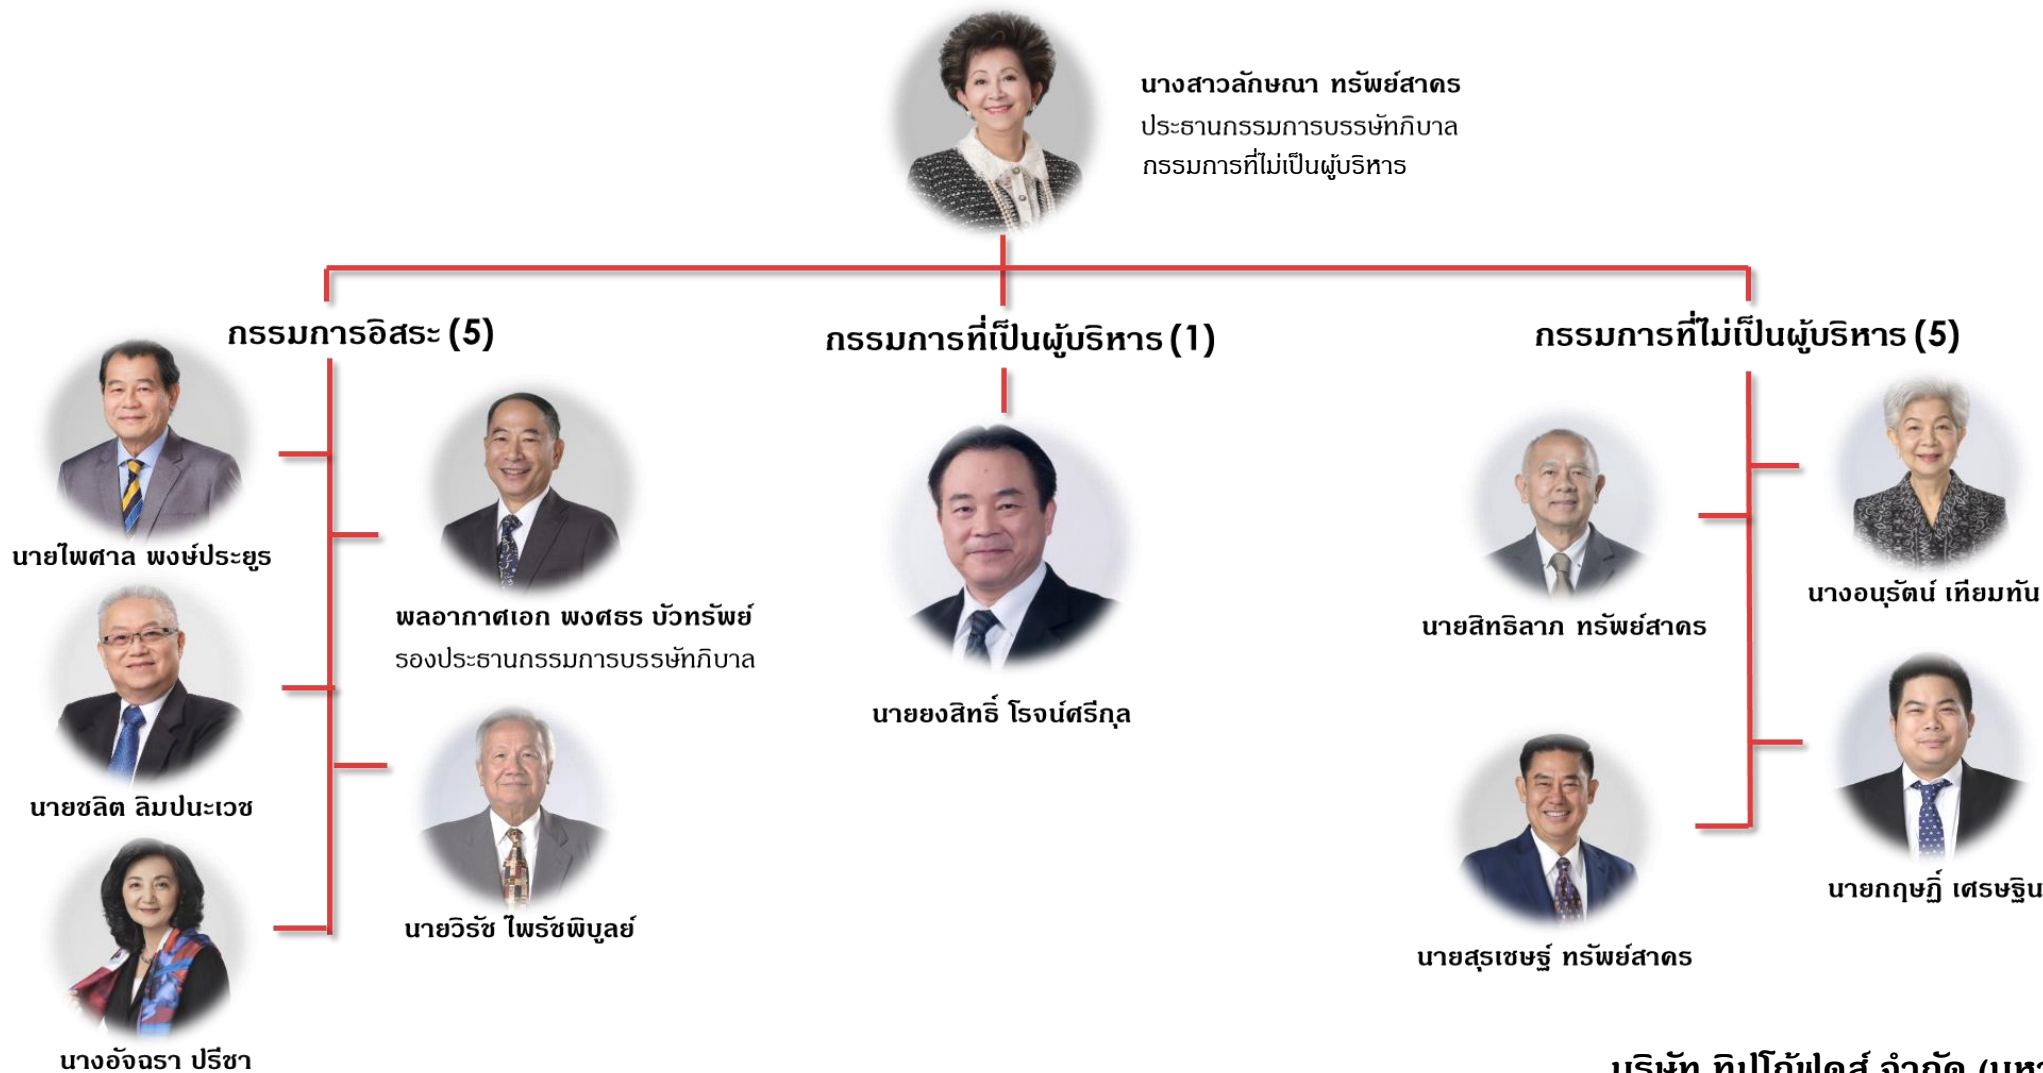 นางสาวลักษณา ทรัพย์สาคร
ประธานกรรมการบรรษัทภิบาล
กรรมการที่ไม่เป็นผู้บริหาร
กรรมการอิสระ (5)
กรรมการที่เป็นผู้บริหาร (1)
กรรมการที่ไม่เป็นผู้บริหาร (5)
นายไพศาล พงษ์ประยูร
พลอากาศเอก พงศธร บัวทรัพย์
รองประธานกรรมการบรรษัทภิบาล
นายชลิต ลิมปนะเวช
นายวิรัช ไพรัชพิบูลย์
นางอัจฉรา ปรีชา
นายยงสิทธิ์ โรจน์ศรีกุล
นายสิทธิลาภ ทรัพย์สาคร
นางอนุรัตน์ เทียมทัน
นายกฤษฎิ์ เศรษฐิน
นายสุรเชษฐ์ ทรัพย์สาคร
บริษัท ทิปโก้ฟูดส์ จำกัด